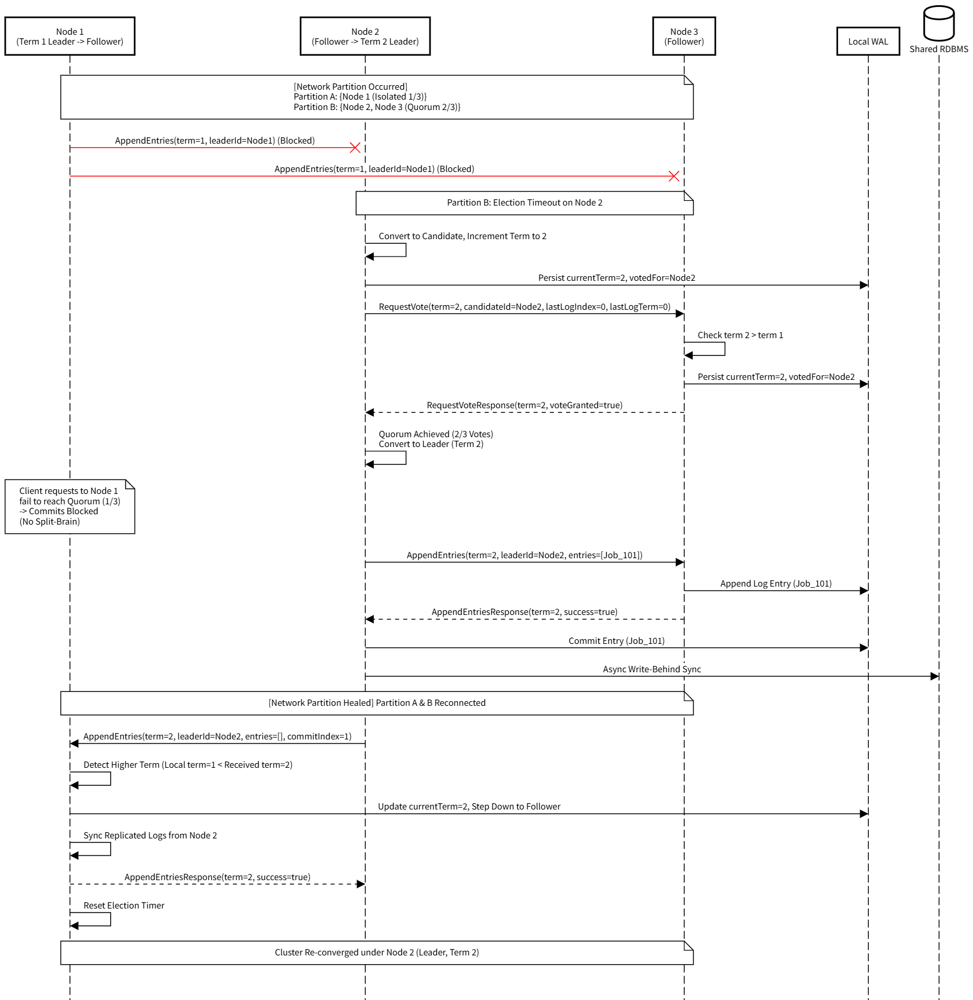 Node 1
(Term 1 Leader -> Follower)
Node 2
(Follower -> Term 2 Leader)
Node 3
(Follower)
Local WAL
Shared RDBMS
[Network Partition Occurred]
Partition A: {Node 1 (Isolated 1/3)}
Partition B: {Node 2, Node 3 (Quorum 2/3)}
AppendEntries(term=1, leaderId=Node1) (Blocked)
AppendEntries(term=1, leaderId=Node1) (Blocked)
Partition B: Election Timeout on Node 2
Convert to Candidate, Increment Term to 2
Persist currentTerm=2, votedFor=Node2
RequestVote(term=2, candidateId=Node2, lastLogIndex=0, lastLogTerm=0)
Check term 2 > term 1
Persist currentTerm=2, votedFor=Node2
RequestVoteResponse(term=2, voteGranted=true)
Quorum Achieved (2/3 Votes)
Convert to Leader (Term 2)
Client requests to Node 1
fail to reach Quorum (1/3)
-> Commits Blocked
(No Split-Brain)
AppendEntries(term=2, leaderId=Node2, entries=[Job_101])
Append Log Entry (Job_101)
AppendEntriesResponse(term=2, success=true)
Commit Entry (Job_101)
Async Write-Behind Sync
[Network Partition Healed] Partition A & B Reconnected
AppendEntries(term=2, leaderId=Node2, entries=[], commitIndex=1)
Detect Higher Term (Local term=1 < Received term=2)
Update currentTerm=2, Step Down to Follower
Sync Replicated Logs from Node 2
AppendEntriesResponse(term=2, success=true)
Reset Election Timer
Cluster Re-converged under Node 2 (Leader, Term 2)